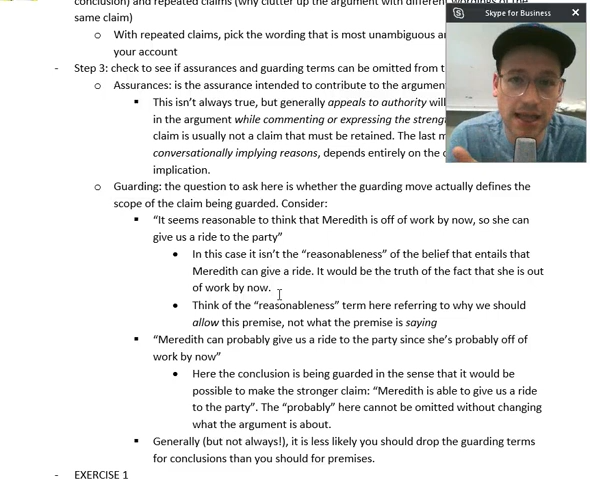 conclusion) and repeated claims (why clutter up the argument with different wordings of the
same claim)
o With repeated claims, pick the wording that is most unambiguous
your account
- Step 3: check to see if assurances and guarding terms can be omitted from
o Assurances: is the assurance intended to contribute to the
▪ This isn't always true, but generally appeals to authority
in the argument while commenting or expressing the
claim is usually not a claim that must be retained. The last
conversationally implying reasons, depends entirely on the
implication.
o Guarding: the question to ask here is whether the guarding move actually defines the
scope of the claim being guarded. Consider:
▪ "It seems reasonable to think that Meredith is off of work by now, so she can
give us a ride to the party"
• In this case it isn't the "reasonableness" of the belief that entails that
Meredith can give a ride. It would be the truth of the fact that she is out
of work by now.
• Think of the "reasonableness" term here referring to why we should
allow this premise, not what the premise is saying
▪ "Meredith can probably give us a ride to the party since she's probably off of
work by now"
• Here the conclusion is being guarded in the sense that it would be
possible to make the stronger claim: "Meredith is able to give us a ride
to the party". The "probably" here cannot be omitted without changing
what the argument is about.
▪ Generally (but not always!), it is less likely you should drop the guarding terms
for conclusions than you should for premises.
- EXERCISE 1
Skype for Business